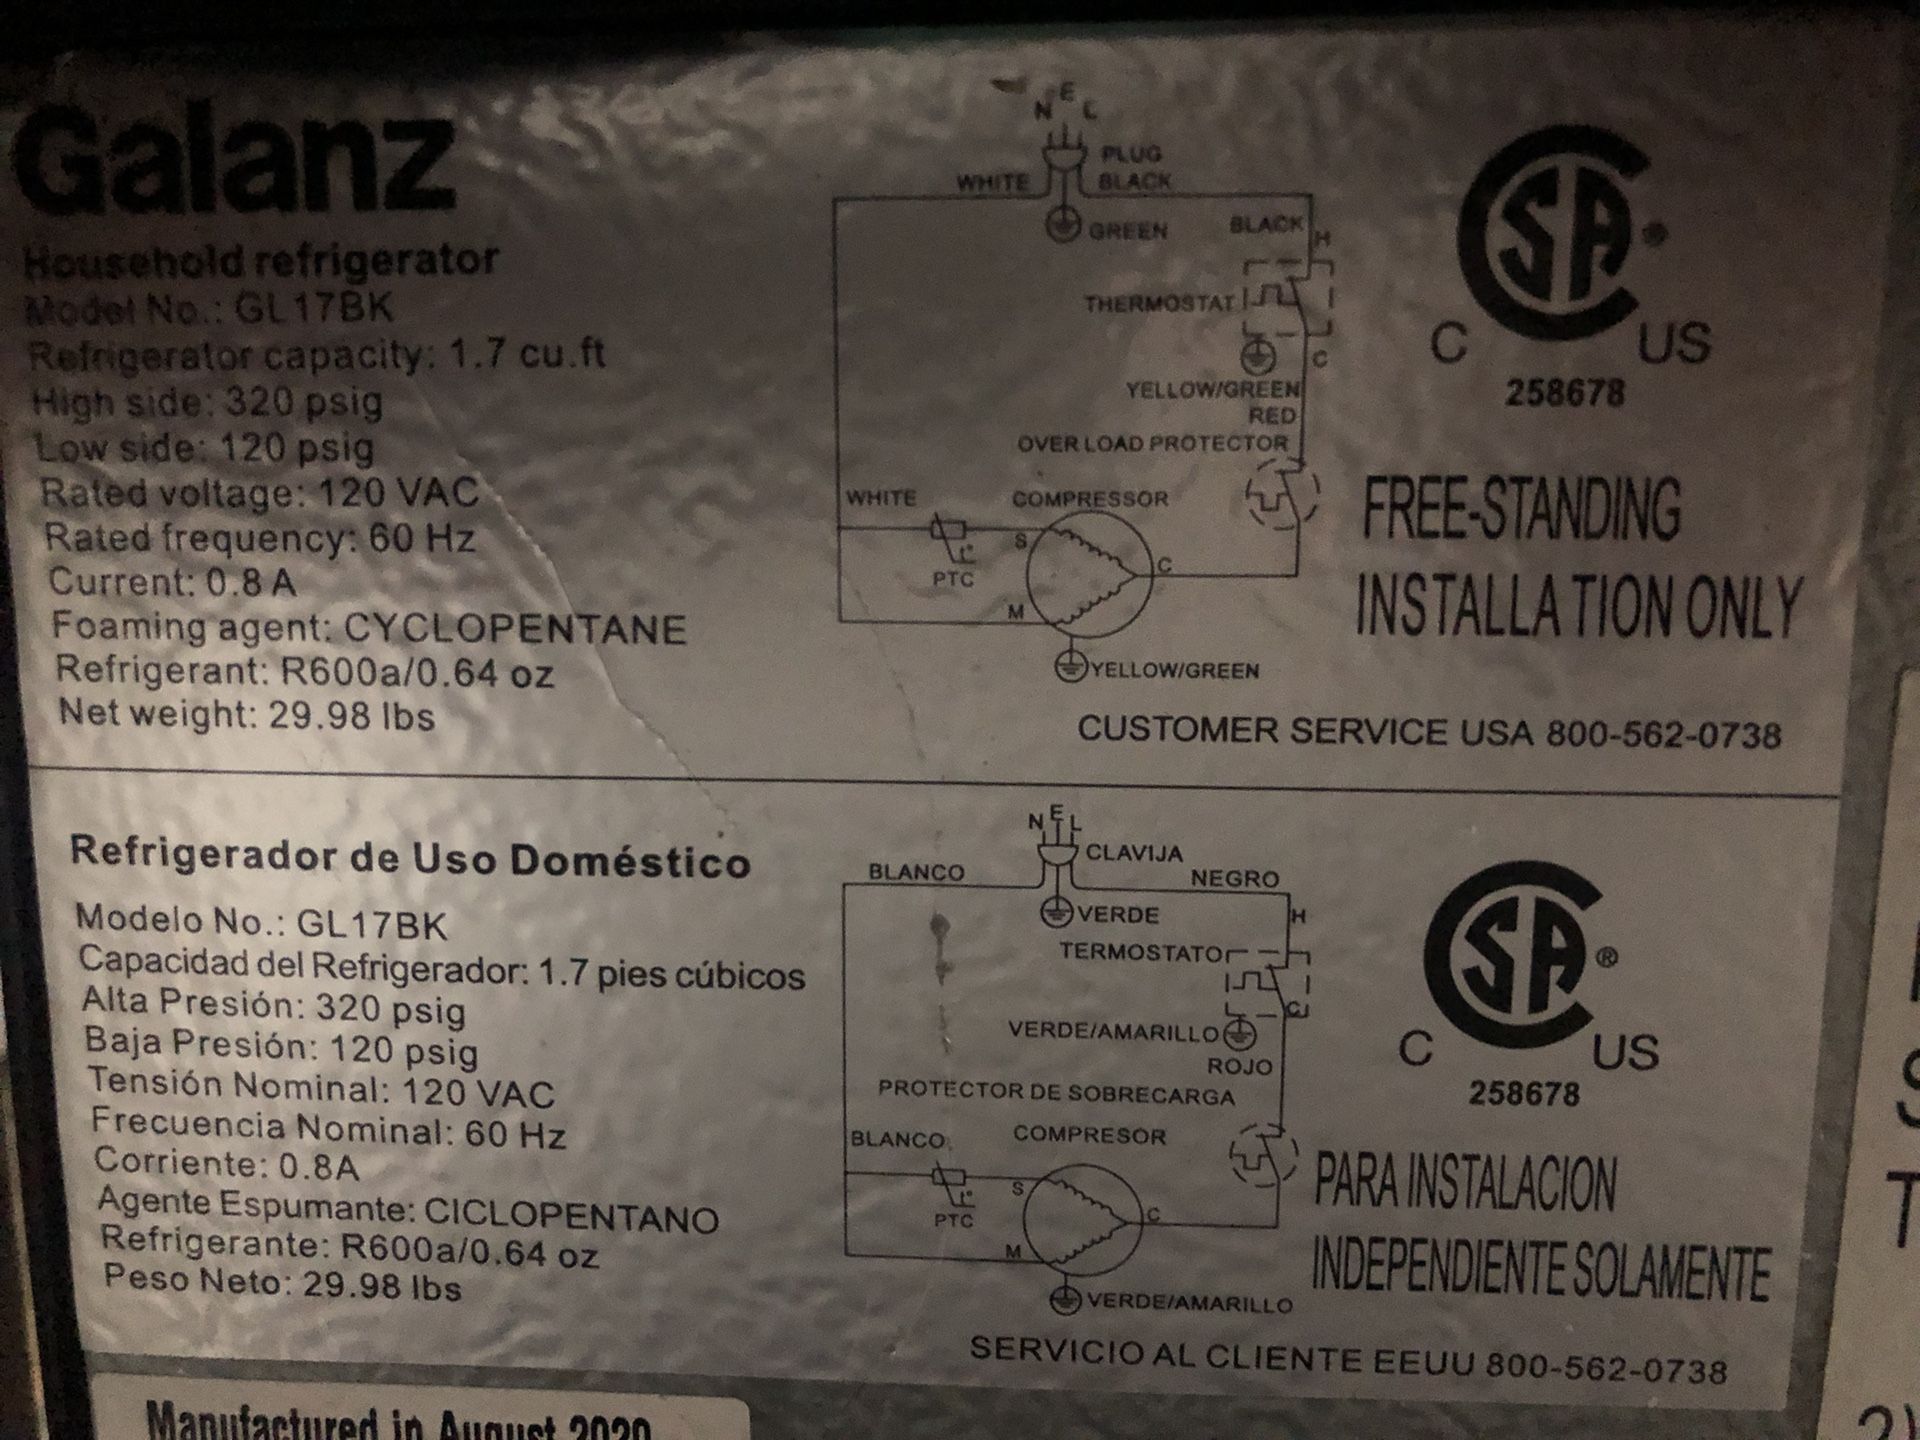 Galanz
Household refrigerator
Model No.: GL17BK
Refrigerator capacity: 1.7 cu.ft
High side: 320 psig
Low side: 120 psig
Rated voltage: 120 VAC
Rated frequency: 60 Hz
Current: 0.8 A
Foaming agent: CYCLOPENTANE
Refrigerant: R600a/0.64 oz
Net weight: 29.98 lbs
N E L
PLUG
WHITE BLACK
GREEN
BLACK
H
THERMOSTAT
C
YELLOW/GREEN
RED
OVER LOAD PROTECTOR
WHITE
COMPRESSOR
S
C
PTC
M
YELLOW/GREEN
CSA®
C US
258678
FREE-STANDING
INSTALLATION ONLY
CUSTOMER SERVICE USA 800-562-0738
Refrigerador de Uso Doméstico
Modelo No.: GL17BK
Capacidad del Refrigerador: 1.7 pies cúbicos
Alta Presión: 320 psig
Baja Presión: 120 psig
Tensión Nominal: 120 VAC
Frecuencia Nominal: 60 Hz
Corriente: 0.8A
Agente Espumante: CICLOPENTANO
Refrigerante: R600a/0.64 oz
Peso Neto: 29.98 lbs
N E L
CLAVIJA
BLANCO
NEGRO
VERDE
H
TERMOSTATO
C
VERDE/AMARILLO
ROJO
PROTECTOR DE SOBRECARGA
BLANCO
COMPRESOR
S
C
PTC
M
VERDE/AMARILLO
CSA®
C US
258678
PARA INSTALACION
INDEPENDIENTE SOLAMENTE
SERVICIO AL CLIENTE EEUU 800-562-0738
Manufactured in August 2020